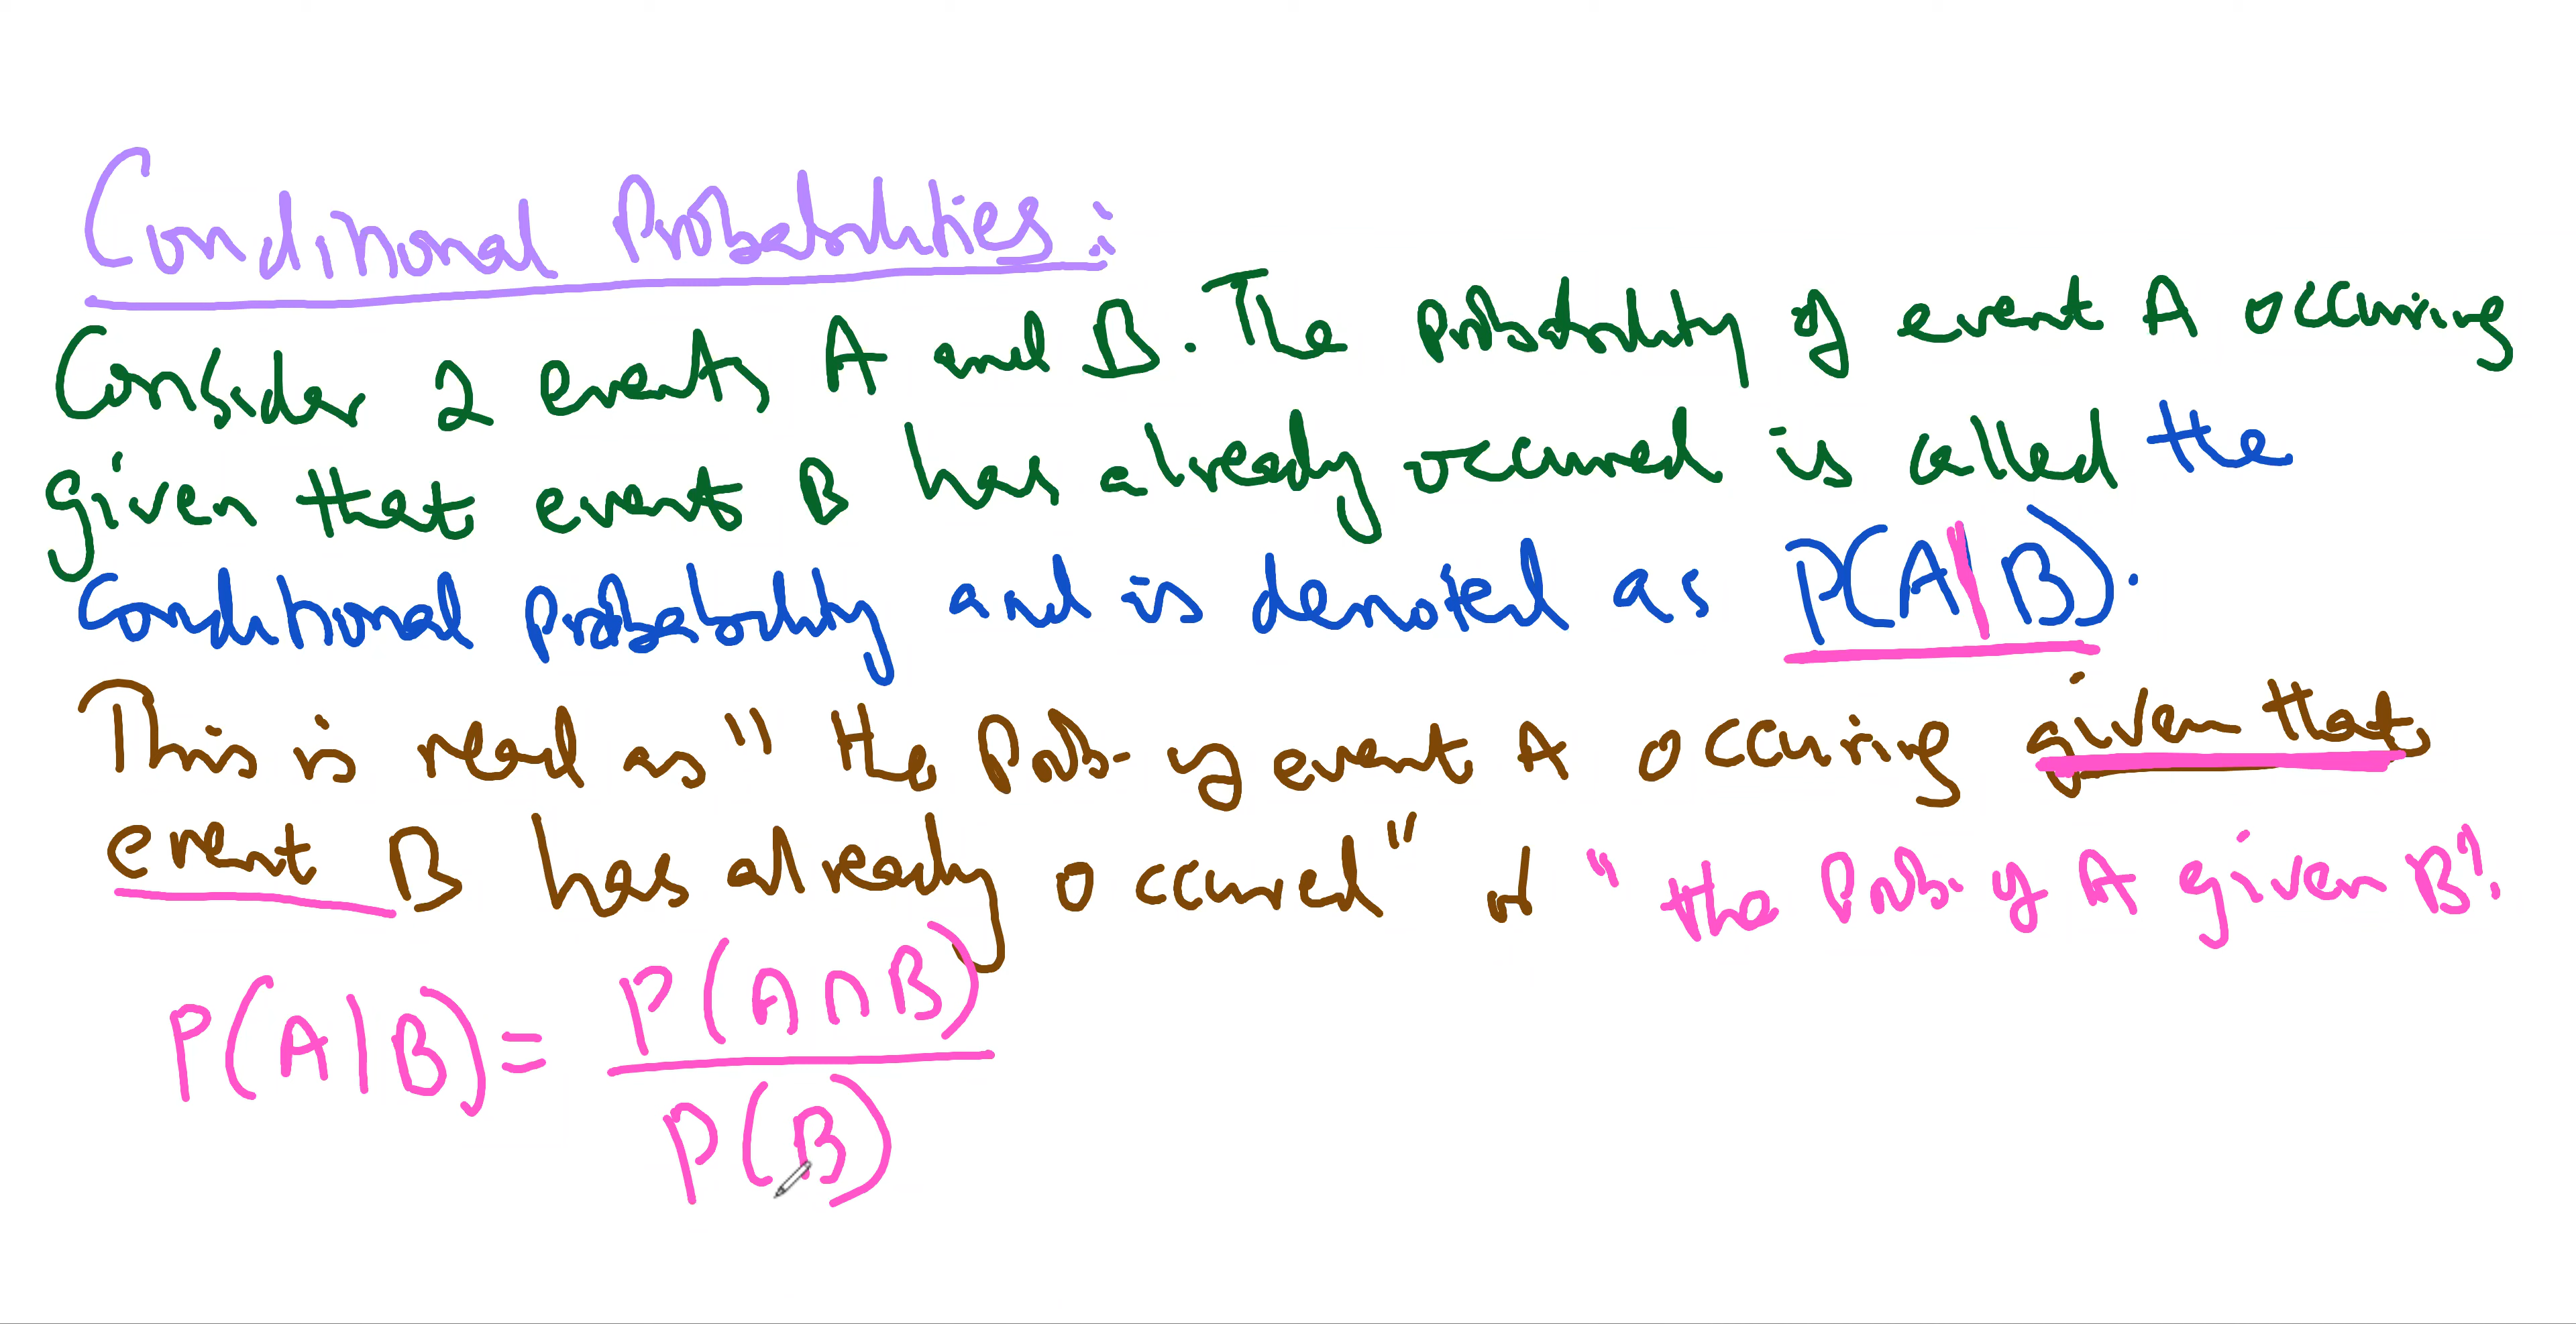 Conditional Probabilities:
Consider 2 events A and B. The probability of event A occuring
given that event B has already occured is called the
Conditional probability and is denoted as P(A|B).
This is read as " the Prob. of event A occuring given that
event B has already occured" or "the Prob. of A given B".
P(A|B) = P(A∩B)
P(B)